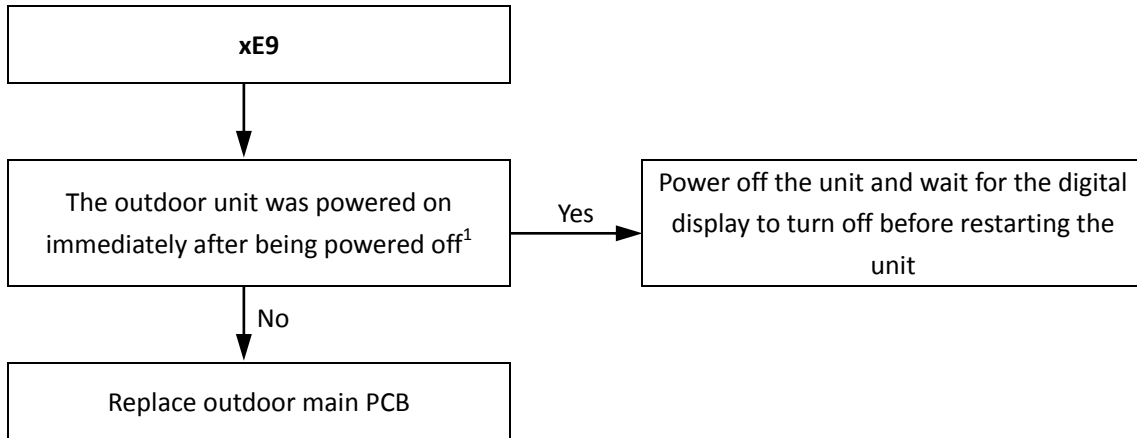 xE9
The outdoor unit was powered on
immediately after being powered off¹
Yes
Power off the unit and wait for the digital
display to turn off before restarting the
unit
No
Replace outdoor main PCB